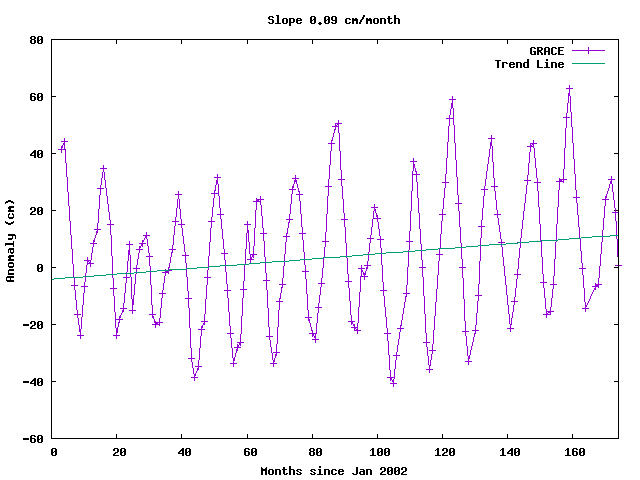 Slope 0.09 cm/month
80
60
40
20
0
-20
-40
-60
Anomaly (cm)
GRACE
Trend Line
0 20 40 60 80 100 120 140 160
Months since Jan 2002